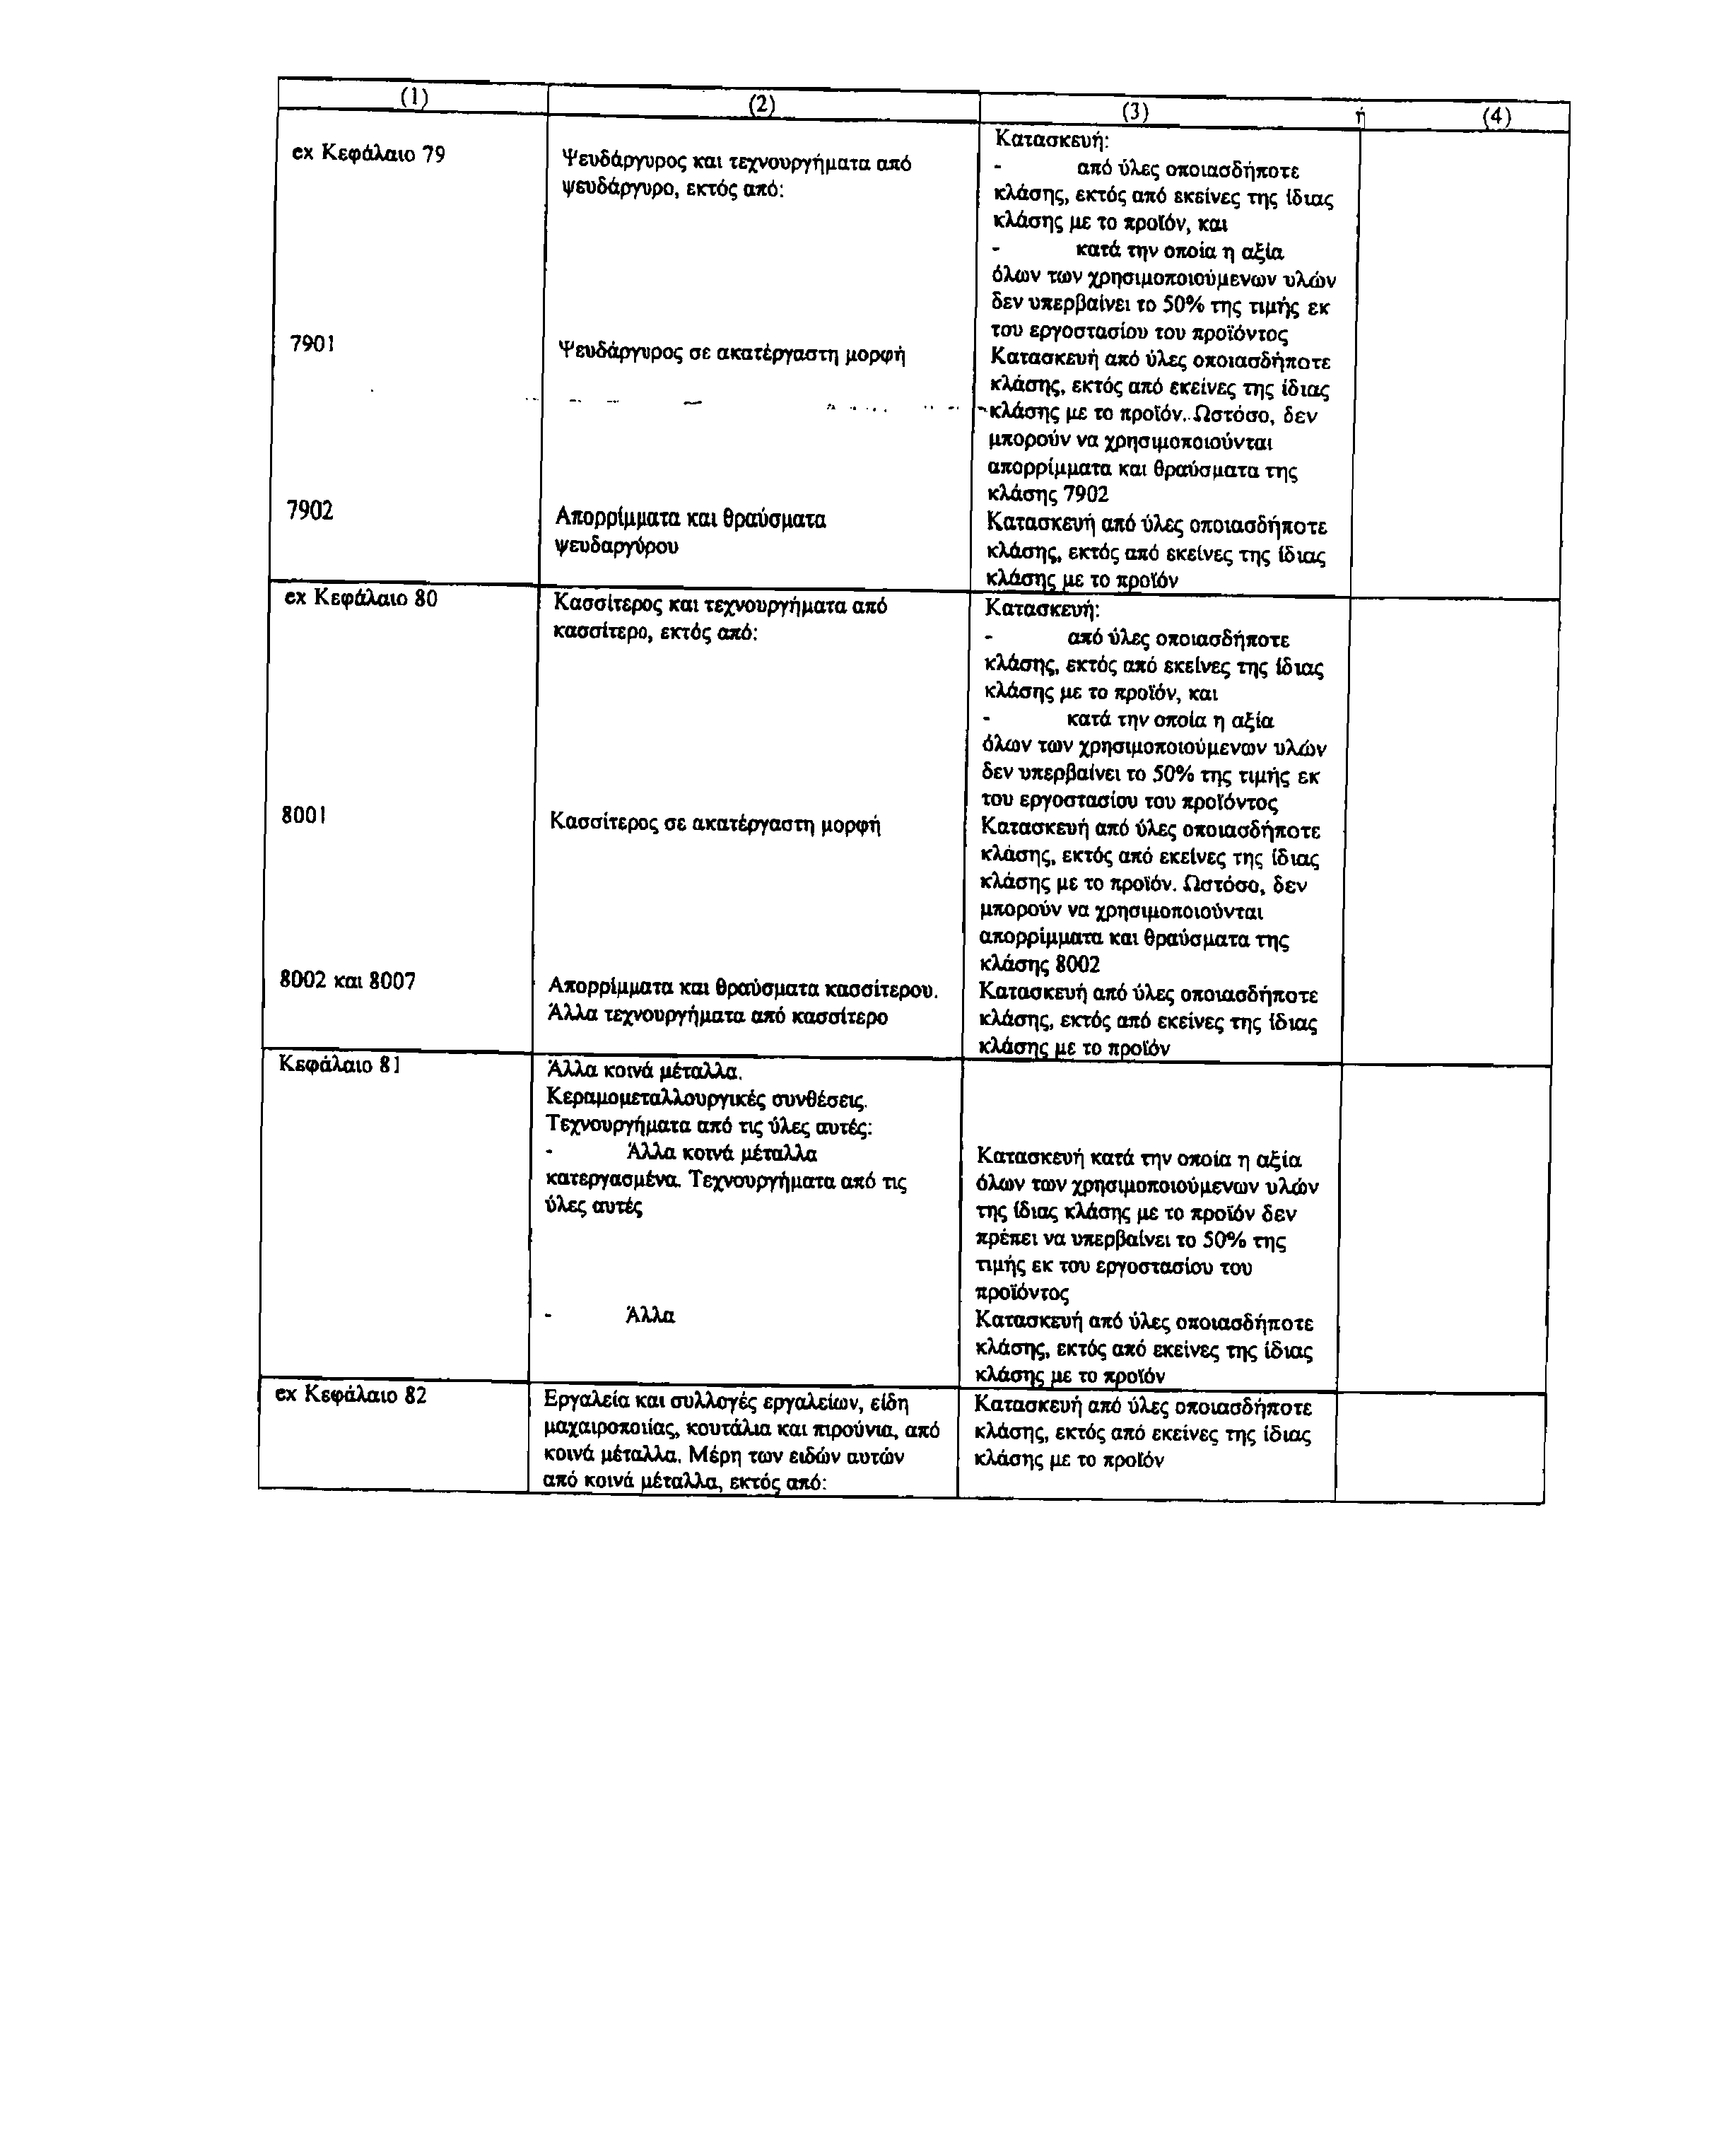 (1) (2) (3) ή (4)
ex Κεφάλαιο 79
Ψευδάργυρος και τεχνουργήματα από
ψευδάργυρο, εκτός από:
Κατασκευή:
- από ύλες οποιασδήποτε
κλάσης, εκτός από εκείνες της ίδιας
κλάσης με το προϊόν, και
- κατά την οποία η αξία
όλων των χρησιμοποιούμενων υλών
δεν υπερβαίνει το 50% της τιμής εκ
του εργοστασίου του προϊόντος
7901
Ψευδάργυρος σε ακατέργαστη μορφή
Κατασκευή από ύλες οποιασδήποτε
κλάσης, εκτός από εκείνες της ίδιας
κλάσης με το προϊόν. Ωστόσο, δεν
μπορούν να χρησιμοποιούνται
απορρίμματα και θραύσματα της
κλάσης 7902
7902
Απορρίμματα και θραύσματα
ψευδαργύρου
Κατασκευή από ύλες οποιασδήποτε
κλάσης, εκτός από εκείνες της ίδιας
κλάσης με το προϊόν
ex Κεφάλαιο 80
Κασσίτερος και τεχνουργήματα από
κασσίτερο, εκτός από:
Κατασκευή:
- από ύλες οποιασδήποτε
κλάσης, εκτός από εκείνες της ίδιας
κλάσης με το προϊόν, και
- κατά την οποία η αξία
όλων των χρησιμοποιούμενων υλών
δεν υπερβαίνει το 50% της τιμής εκ
του εργοστασίου του προϊόντος
8001
Κασσίτερος σε ακατέργαστη μορφή
Κατασκευή από ύλες οποιασδήποτε
κλάσης, εκτός από εκείνες της ίδιας
κλάσης με το προϊόν. Ωστόσο, δεν
μπορούν να χρησιμοποιούνται
απορρίμματα και θραύσματα της
κλάσης 8002
8002 και 8007
Απορρίμματα και θραύσματα κασσίτερου.
Άλλα τεχνουργήματα από κασσίτερο
Κατασκευή από ύλες οποιασδήποτε
κλάσης, εκτός από εκείνες της ίδιας
κλάσης με το προϊόν
Κεφάλαιο 81
Άλλα κοινά μέταλλα.
Κεραμομεταλλουργικές συνθέσεις.
Τεχνουργήματα από τις ύλες αυτές:
- Άλλα κοινά μέταλλα
κατεργασμένα. Τεχνουργήματα από τις
ύλες αυτές
Κατασκευή κατά την οποία η αξία
όλων των χρησιμοποιούμενων υλών
της ίδιας κλάσης με το προϊόν δεν
πρέπει να υπερβαίνει το 50% της
τιμής εκ του εργοστασίου του
προϊόντος
- Άλλα
Κατασκευή από ύλες οποιασδήποτε
κλάσης, εκτός από εκείνες της ίδιας
κλάσης με το προϊόν
ex Κεφάλαιο 82
Εργαλεία και συλλογές εργαλείων, είδη
μαχαιροποιίας, κουτάλια και πιρούνια, από
κοινά μέταλλα. Μέρη των ειδών αυτών
από κοινά μέταλλα, εκτός από:
Κατασκευή από ύλες οποιασδήποτε
κλάσης, εκτός από εκείνες της ίδιας
κλάσης με το προϊόν